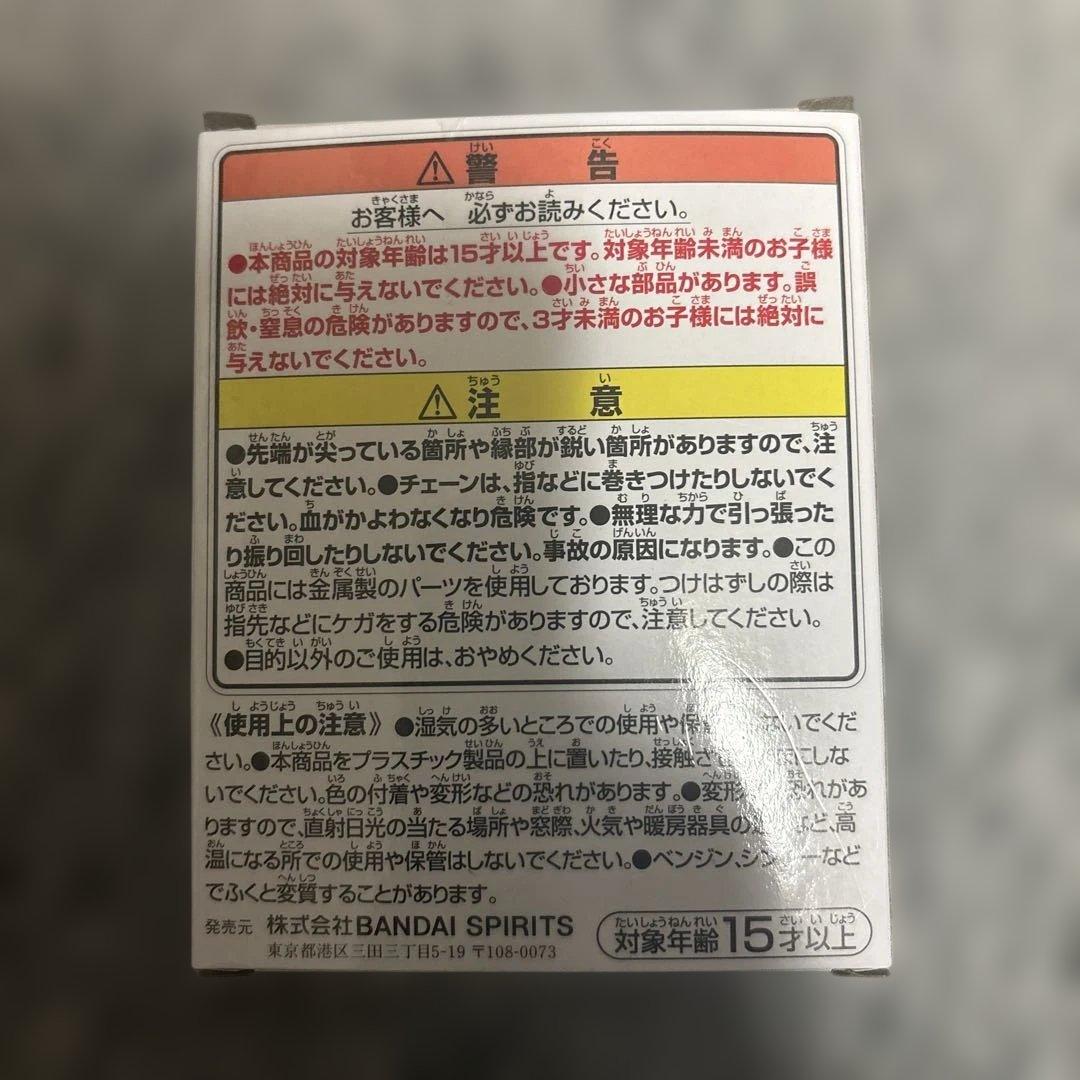 ⚠警告
お客様へ 必ずお読みください。
●本商品の対象年齢は15才以上です。対象年齢未満のお子様
には絶対に与えないでください。●小さな部品があります。誤
飲・窒息の危険がありますので、3才未満のお子様には絶対に
与えないでください。
⚠注意
●先端が尖っている箇所や縁部が鋭い箇所がありますので、注
意してください。●チェーンは、指などに巻きつけたりしないでく
ださい。血がかよわなくなり危険です。●無理な力で引っ張った
り振り回したりしないでください。事故の原因になります。●この
商品には金属製のパーツを使用しております。つけはずしの際は
指先などにケガをする危険がありますので、注意してください。
●目的以外のご使用は、おやめください。
《使用上の注意》●湿気の多いところでの使用や保 いでくだ
さい。●本商品をプラスチック製品の上に置いたり、接触さ にしな
いでください。色の付着や変形などの恐れがあります。●変形 恐れがあ
りますので、直射日光の当たる場所や窓際、火気や暖房器具の など、高
温になる所での使用や保管はしないでください。●ベンジン、シ ーなど
でふくと変質することがあります。
発売元 株式会社BANDAI SPIRITS
東京都港区三田三丁目5-19 〒108-0073
対象年齢15才以上